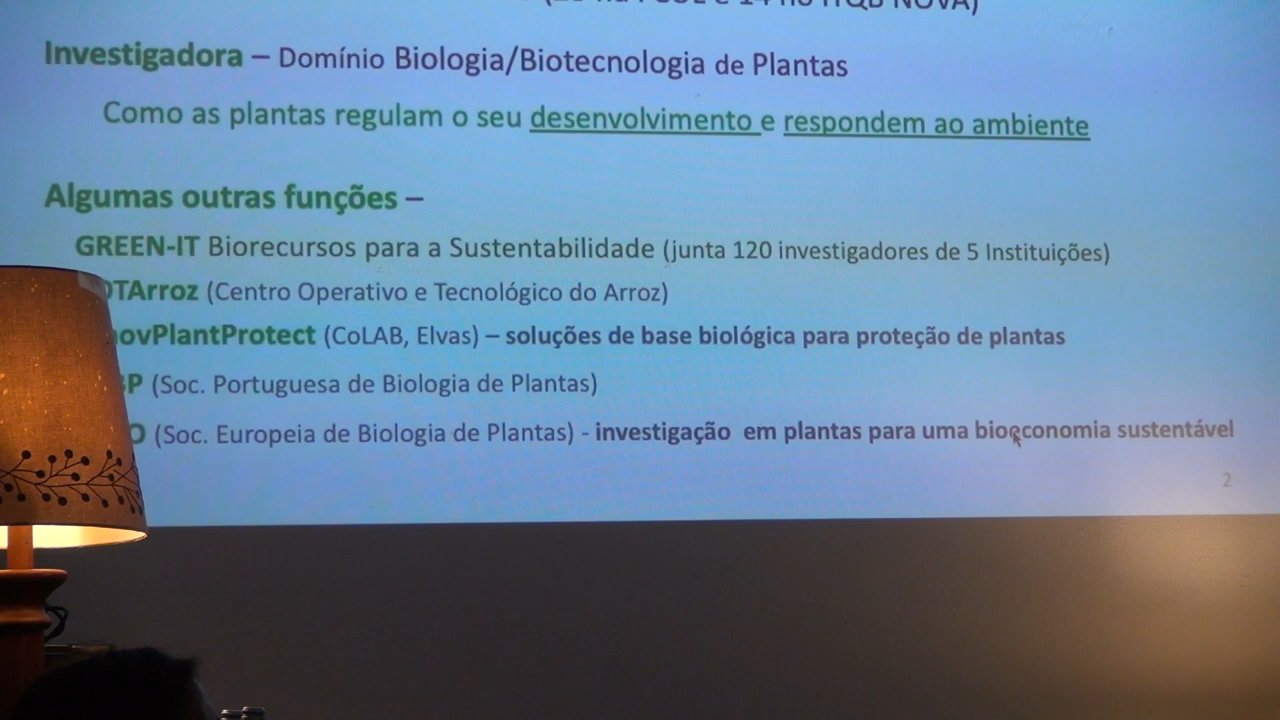 Investigadora – Domínio Biologia/Biotecnologia de Plantas
Como as plantas regulam o seu desenvolvimento e respondem ao ambiente
Algumas outras funções –
GREEN-IT Biorecursos para a Sustentabilidade (junta 120 investigadores de 5 Instituições)
OTArroz (Centro Operativo e Tecnológico do Arroz)
novPlantProtect (CoLAB, Elvas) – soluções de base biológica para proteção de plantas
BP (Soc. Portuguesa de Biologia de Plantas)
O (Soc. Europeia de Biologia de Plantas) - investigação em plantas para uma bioeconomia sustentável
2